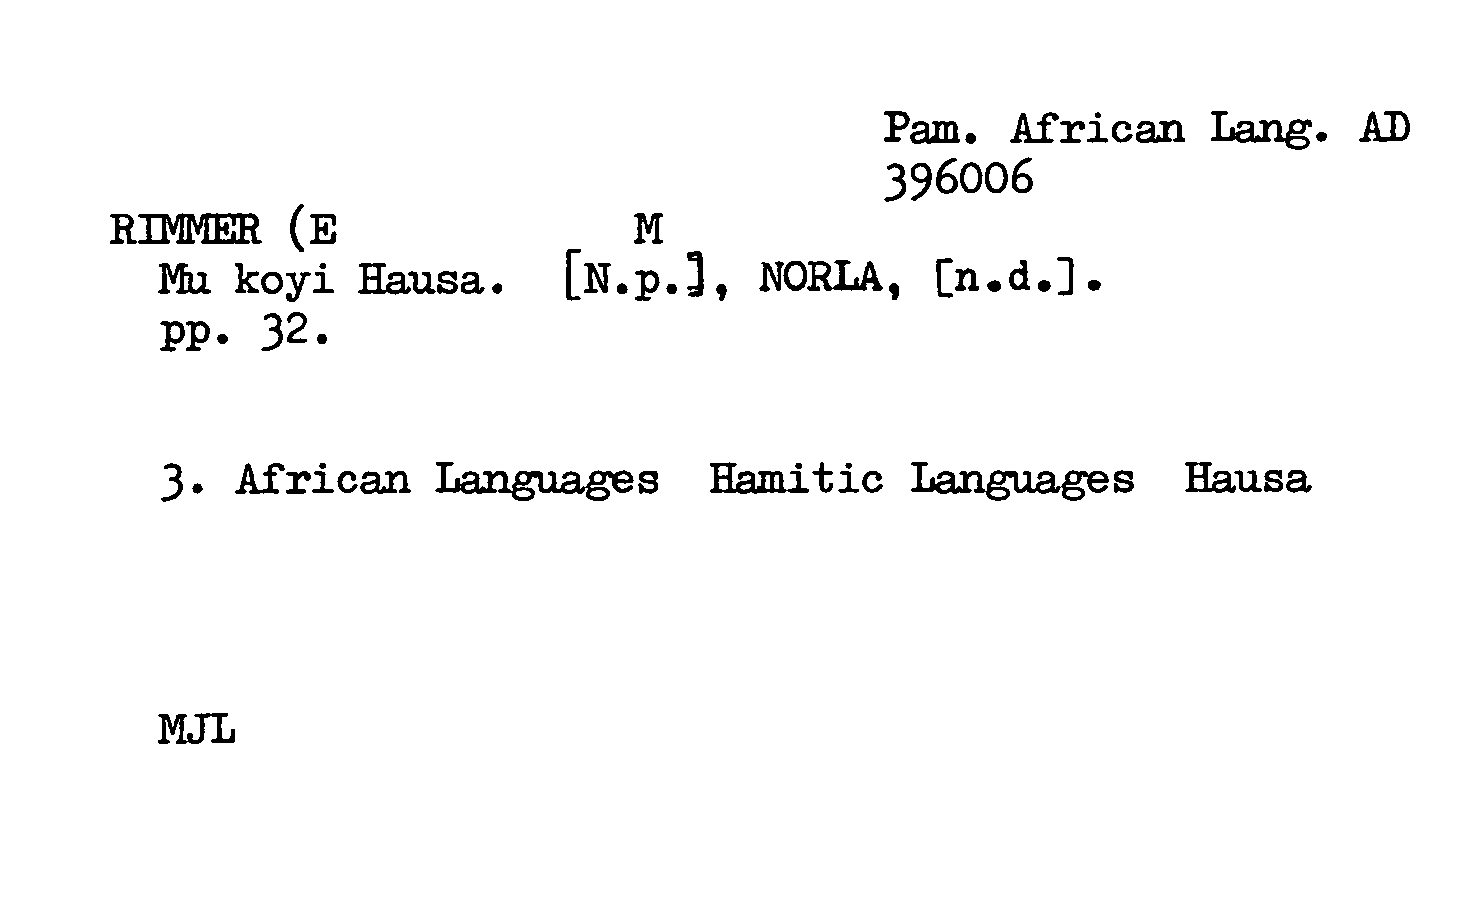 Pam. African Lang. AD
396006
RIMMER (E M
Mu koyi Hausa. [N.p.], NORLA, [n.d.].
pp. 32.
3. African Languages Hamitic Languages Hausa
MJL